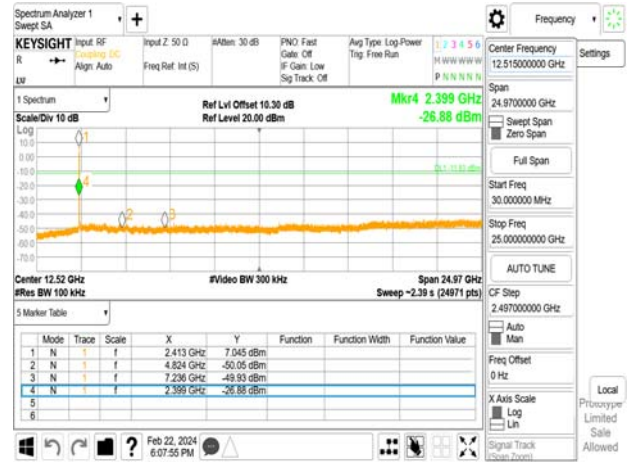 Spectrum Analyzer 1
Swept SA
+
Frequency
KEYSIGHT
R
Input: RF
Coupling: DC
Align: Auto
Input Z: 50 Ω
Freq Ref: Int (S)
#Atten: 30 dB
PNO: Fast
Gate: Off
IF Gain: Low
Sig Track: Off
Avg Type: Log-Power
Trig: Free Run
1 2 3 4 5 6
M W W W W W
P N N N N N
1 Spectrum
Scale/Div 10 dB
Ref Lvl Offset 10.30 dB
Ref Level 20.00 dBm
Mkr4 2.399 GHz
-26.88 dBm
Log
10.0
0.00
-10.0
-20.0
-30.0
-40.0
-50.0
-60.0
-70.0
1
4
2
3
Center 12.52 GHz
#Res BW 100 kHz
#Video BW 300 kHz
Span 24.97 GHz
Sweep ~2.39 s (24971 pts)
5 Marker Table
Mode Trace Scale X Y Function Function Width Function Value
1 N 1 f 2.413 GHz 7.045 dBm
2 N 1 f 4.824 GHz -50.05 dBm
3 N 1 f 7.236 GHz -49.93 dBm
4 N 1 f 2.399 GHz -26.88 dBm
5
6
Feb 22, 2024
6:07:55 PM
?
Center Frequency
12.515000000 GHz
Settings
Span
24.9700000 GHz
Swept Span
Zero Span
Full Span
Start Freq
30.000000 MHz
Stop Freq
25.000000000 GHz
AUTO TUNE
CF Step
2.497000000 GHz
Auto
Man
Freq Offset
0 Hz
X Axis Scale
Log
Lin
Signal Track
(Span Zoom)
Local
Prototype
Limited
Sale
Allowed